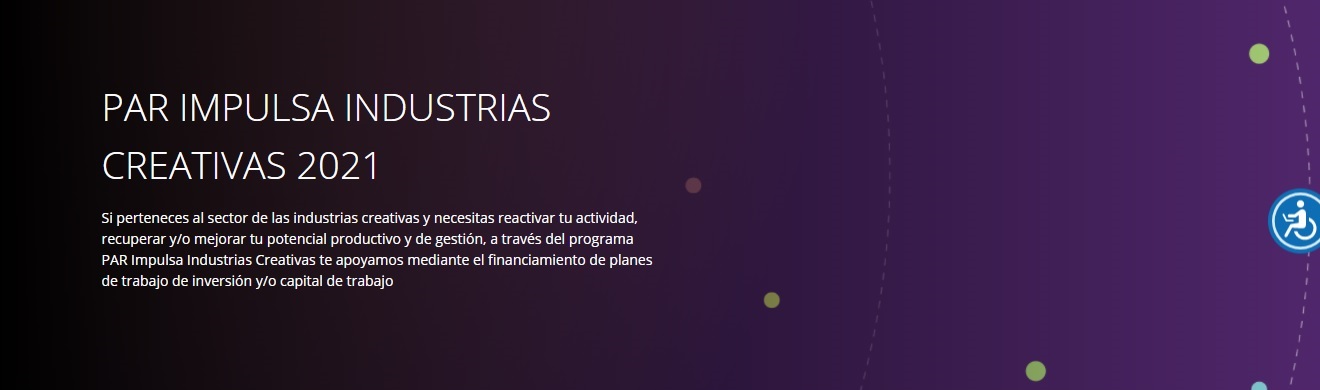 PAR IMPULSA INDUSTRIAS
CREATIVAS 2021
Si perteneces al sector de las industrias creativas y necesitas reactivar tu actividad,
recuperar y/o mejorar tu potencial productivo y de gestión, a través del programa
PAR Impulsa Industrias Creativas te apoyamos mediante el financiamiento de planes
de trabajo de inversión y/o capital de trabajo